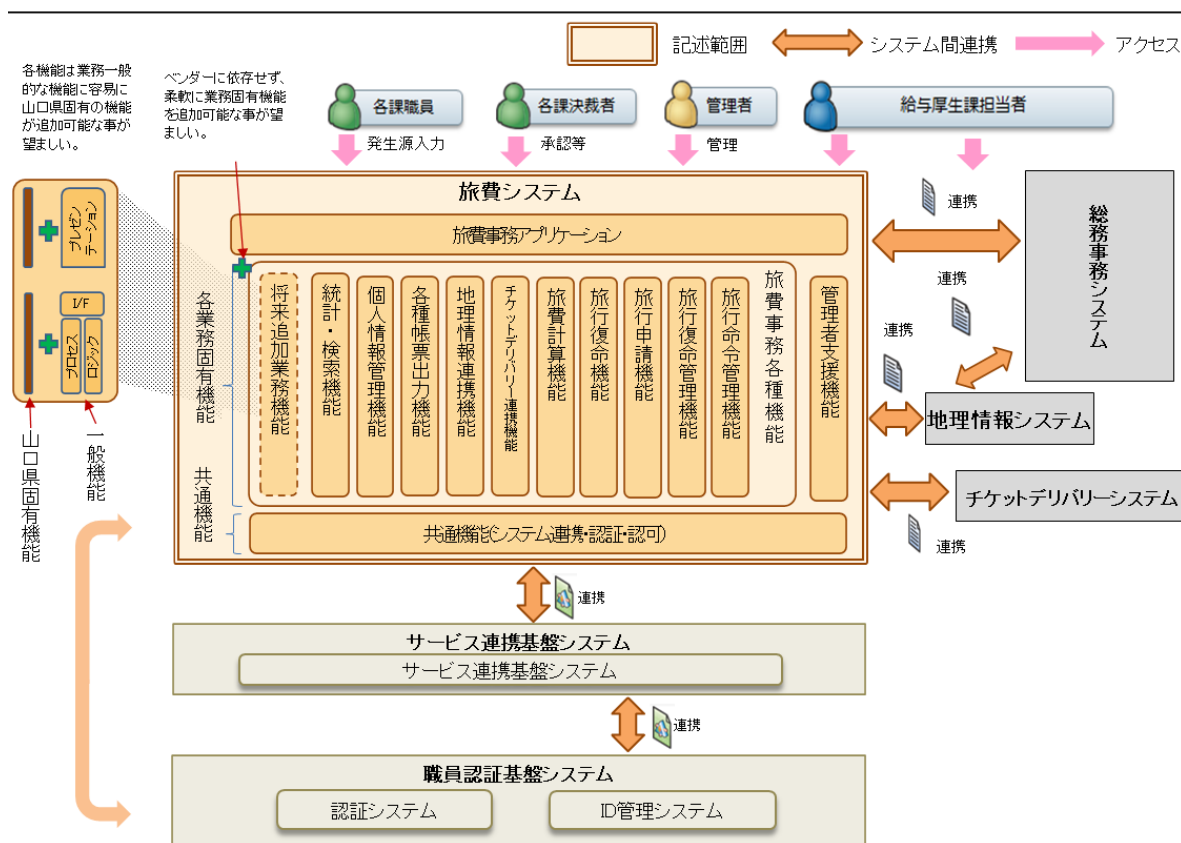 記述範囲
システム間連携
アクセス
各機能は業務一般
的な機能に容易に
山口県固有の機能
が追加可能な事が
望ましい。
ベンダーに依存せず、
柔軟に業務固有機能
を追加可能な事が望
ましい。
各課職員
発生源入力
各課決裁者
承認等
管理者
管理
給与厚生課担当者
プレゼン
テーション
I/F
プロセス
ロジック
山口県固有機能
一般機能
旅費システム
旅費事務アプリケーション
各業務固有機能
共通機能
将来追加業務機能
統計・検索機能
個人情報管理機能
各種帳票出力機能
地理情報連携機能
チケットデリバリー連携機能
旅費計算機能
旅行復命機能
旅行申請機能
旅行復命管理機能
旅行命令管理機能
旅費事務各種機能
管理者支援機能
共通機能(システム連携・認証・認可)
連携
総務事務システム
連携
連携
地理情報システム
チケットデリバリーシステム
連携
連携
サービス連携基盤システム
サービス連携基盤システム
連携
職員認証基盤システム
認証システム
ID管理システム